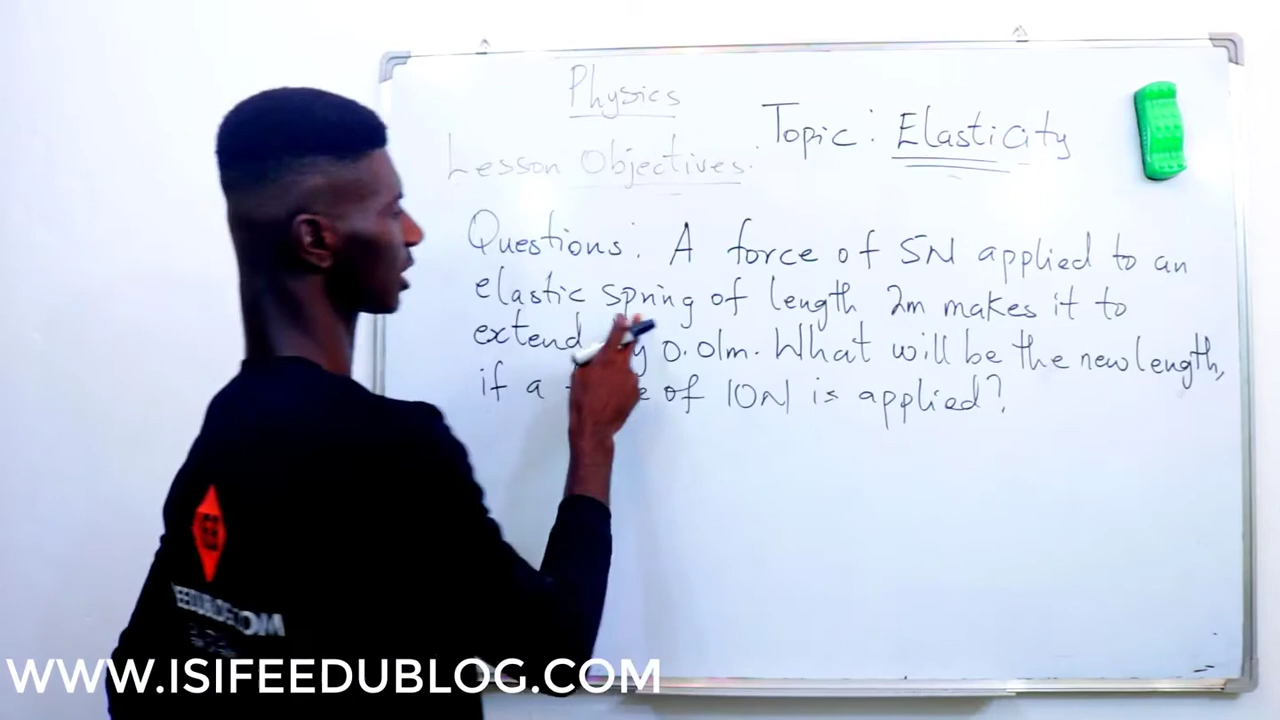 Physics
Topic: Elasticity
Lesson Objectives:
Questions: A force of 5N applied to an
elastic spring of length 2m makes it to
extend 0.01m. What will be the new length,
if a of 10N is applied?
WWW.ISIFEEDUBLOG.COM